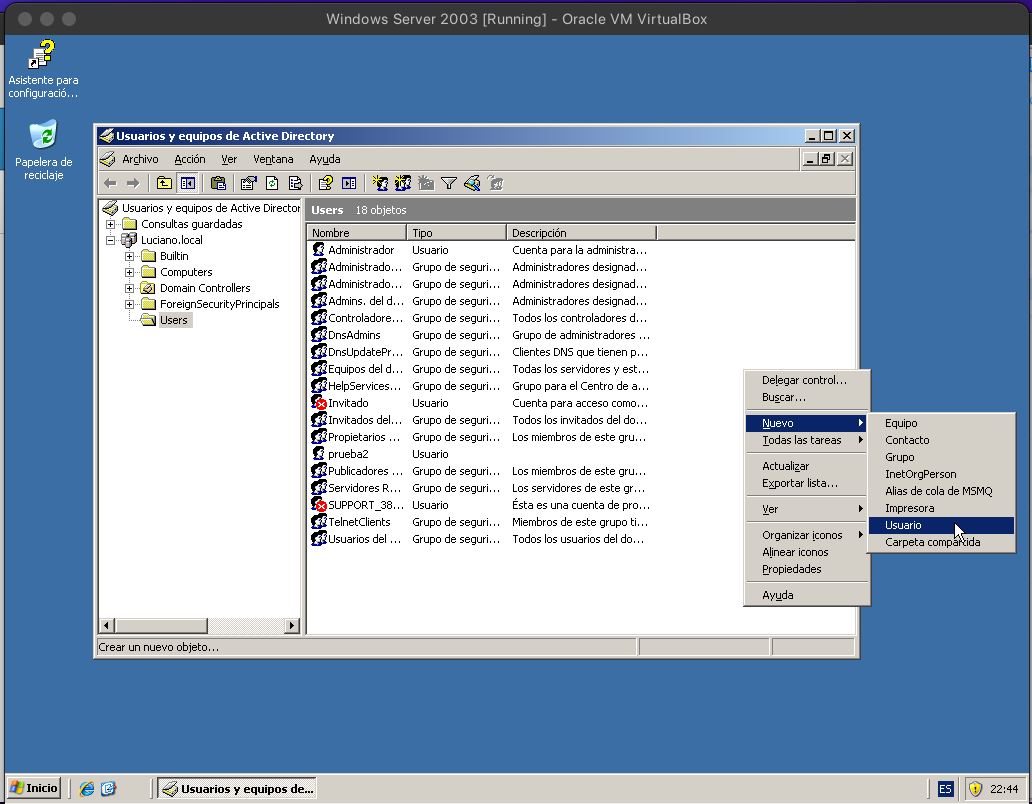 Windows Server 2003 [Running] - Oracle VM VirtualBox
Asistente para
configuració...
Papelera de
reciclaje
Usuarios y equipos de Active Directory
Archivo Acción Ver Ventana Ayuda
Usuarios y equipos de Active Director
Consultas guardadas
Luciano.local
Builtin
Computers
Domain Controllers
ForeignSecurityPrincipals
Users
Users 18 objetos
Nombre Tipo Descripción
Administrador Usuario Cuenta para la administra...
Administrado... Grupo de seguri... Administradores designad...
Administrado... Grupo de seguri... Administradores designad...
Admins. del d... Grupo de seguri... Administradores designad...
Controladore... Grupo de seguri... Todos los controladores d...
DnsAdmins Grupo de seguri... Grupo de administradores ...
DnsUpdatePr... Grupo de seguri... Clientes DNS que tienen p...
Equipos del d... Grupo de seguri... Todas los servidores y est...
HelpServices... Grupo de seguri... Grupo para el Centro de a...
Invitado Usuario Cuenta para acceso como...
Invitados del... Grupo de seguri... Todos los invitados del do...
Propietarios ... Grupo de seguri... Los miembros de este gru...
prueba2 Usuario
Publicadores ... Grupo de seguri... Los miembros de este gru...
Servidores R... Grupo de seguri... Los servidores de este gr...
SUPPORT_38... Usuario Ésta es una cuenta de pro...
TelnetClients Grupo de seguri... Miembros de este grupo ti...
Usuarios del ... Grupo de seguri... Todos los usuarios del do...
Delegar control...
Buscar...
Nuevo
Todas las tareas
Actualizar
Exportar lista...
Ver
Organizar iconos
Alinear iconos
Propiedades
Ayuda
Equipo
Contacto
Grupo
InetOrgPerson
Alias de cola de MSMQ
Impresora
Usuario
Carpeta compartida
Crear un nuevo objeto...
Inicio
Usuarios y equipos de...
ES
22:44